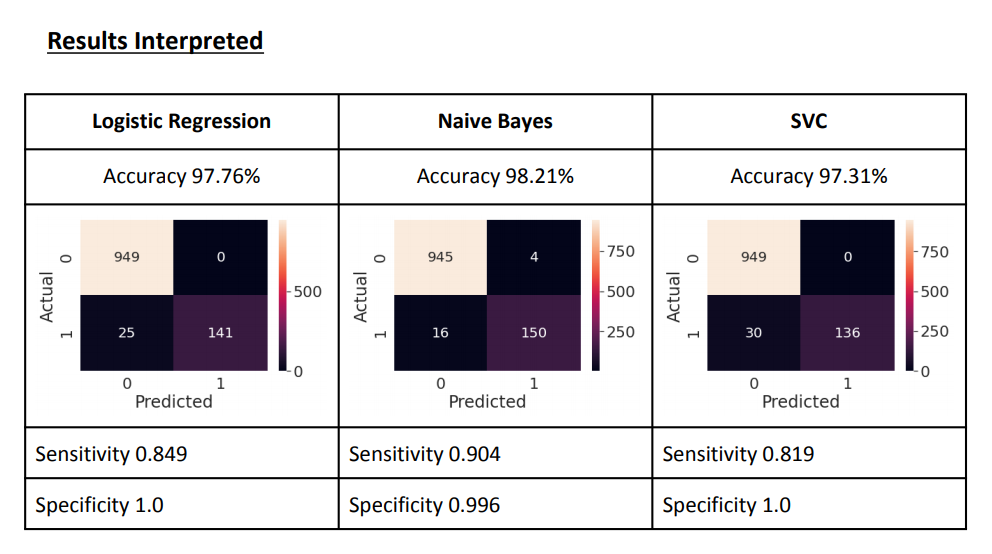 Results Interpreted
Logistic Regression
Naive Bayes
SVC
Accuracy 97.76%
Accuracy 98.21%
Accuracy 97.31%
Actual
0
1
949
0
25
141
0
1
Predicted
500
0
Actual
0
1
945
4
16
150
0
1
Predicted
750
500
250
Actual
0
1
949
0
30
136
0
1
Predicted
750
500
250
0
Sensitivity 0.849
Sensitivity 0.904
Sensitivity 0.819
Specificity 1.0
Specificity 0.996
Specificity 1.0